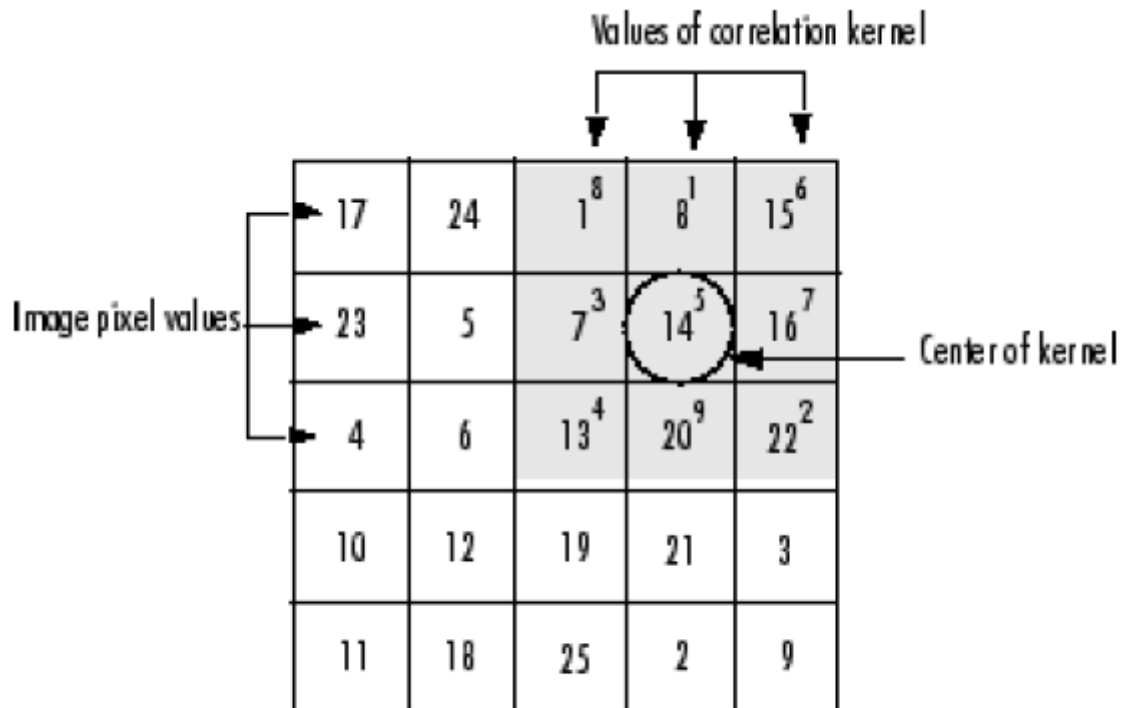 Values of correlation kernel
17 24 1 8 8 1 15 6
Image pixel values 23 5 7 3 14 5 16 7 Center of kernel
4 6 13 4 20 9 22 2
10 12 19 21 3
11 18 25 2 9